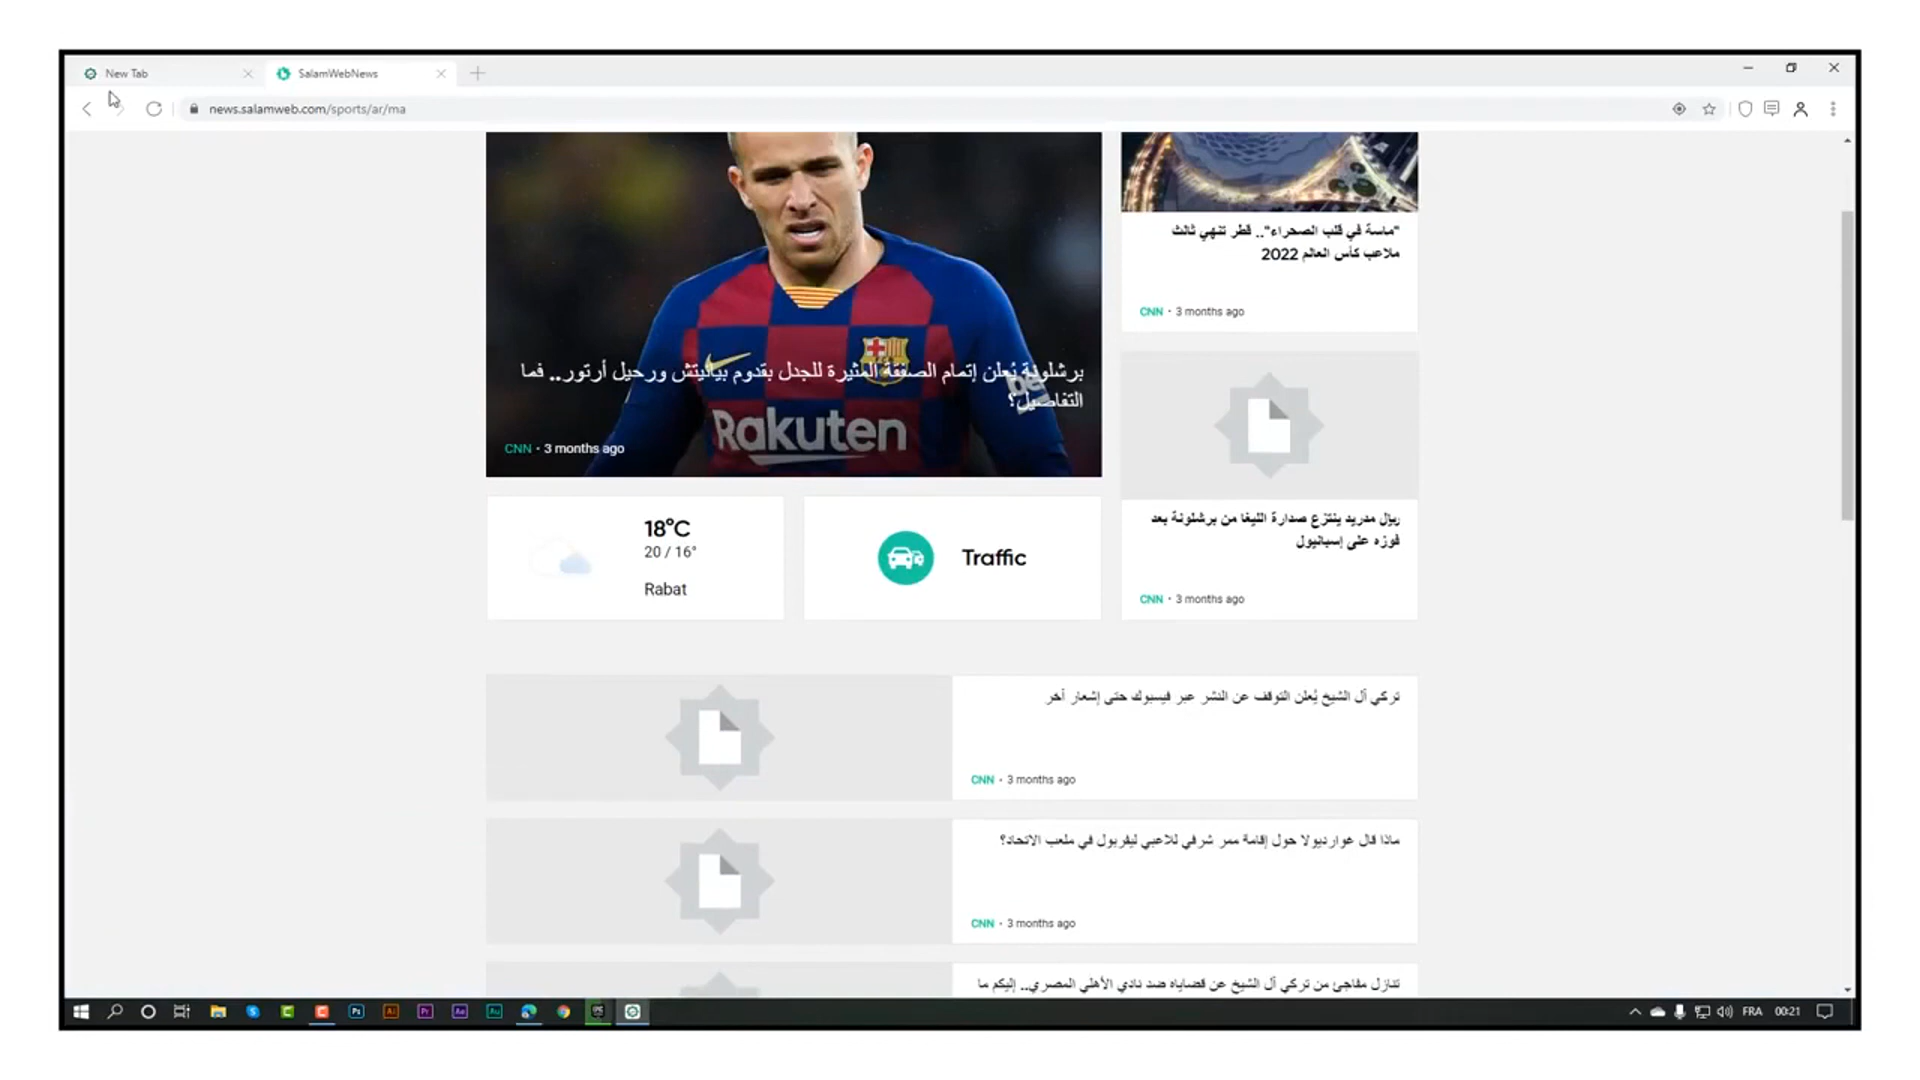 New Tab
SalamWebNews
news.salamweb.com/sports/ar/ma
برشلونة يُعلن إتمام الصفقة المثيرة للجدل بقدوم بيانيتش ورحيل أرتور.. فما
التفاصيل؟
CNN · 3 months ago
Rakuten
"ماسة في قلب الصحراء".. قطر تنهي ثالث
ملاعب كأس العالم 2022
CNN · 3 months ago
ريال مدريد ينتزع صدارة الليغا من برشلونة بعد
فوزه على إسبانيول
CNN · 3 months ago
18°C
20 / 16°
Rabat
Traffic
تركي آل الشيخ يُعلن التوقف عن النشر عبر فيسبوك حتى إشعار آخر
CNN · 3 months ago
ماذا قال غوارديولا حول إقامة ممر شرفي للاعبي ليفربول في ملعب الاتحاد؟
CNN · 3 months ago
تنازل مفاجئ من تركي آل الشيخ عن قضاياه ضد نادي الأهلي المصري.. إليكم ما
Ps
Ai
Pr
Ae
Au
FRA
00:21